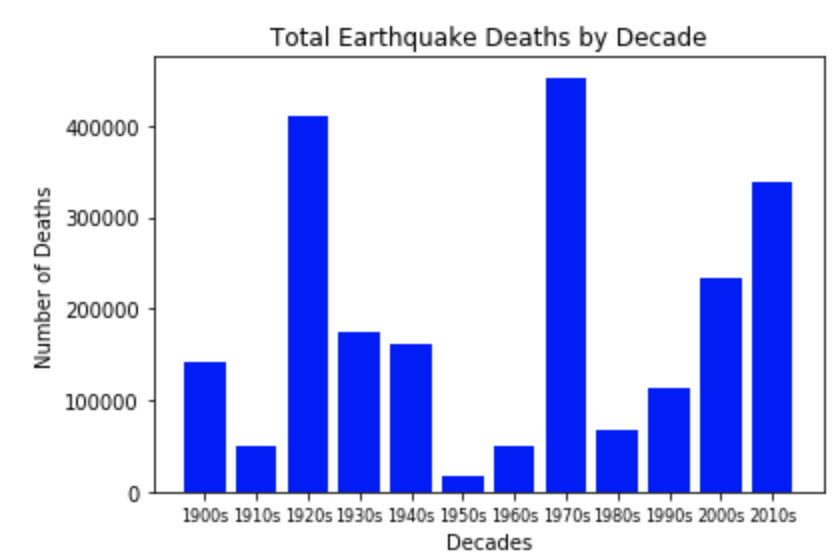 Total Earthquake Deaths by Decade
Number of Deaths
400000
300000
200000
100000
0
1900s 1910s 1920s 1930s 1940s 1950s 1960s 1970s 1980s 1990s 2000s 2010s
Decades